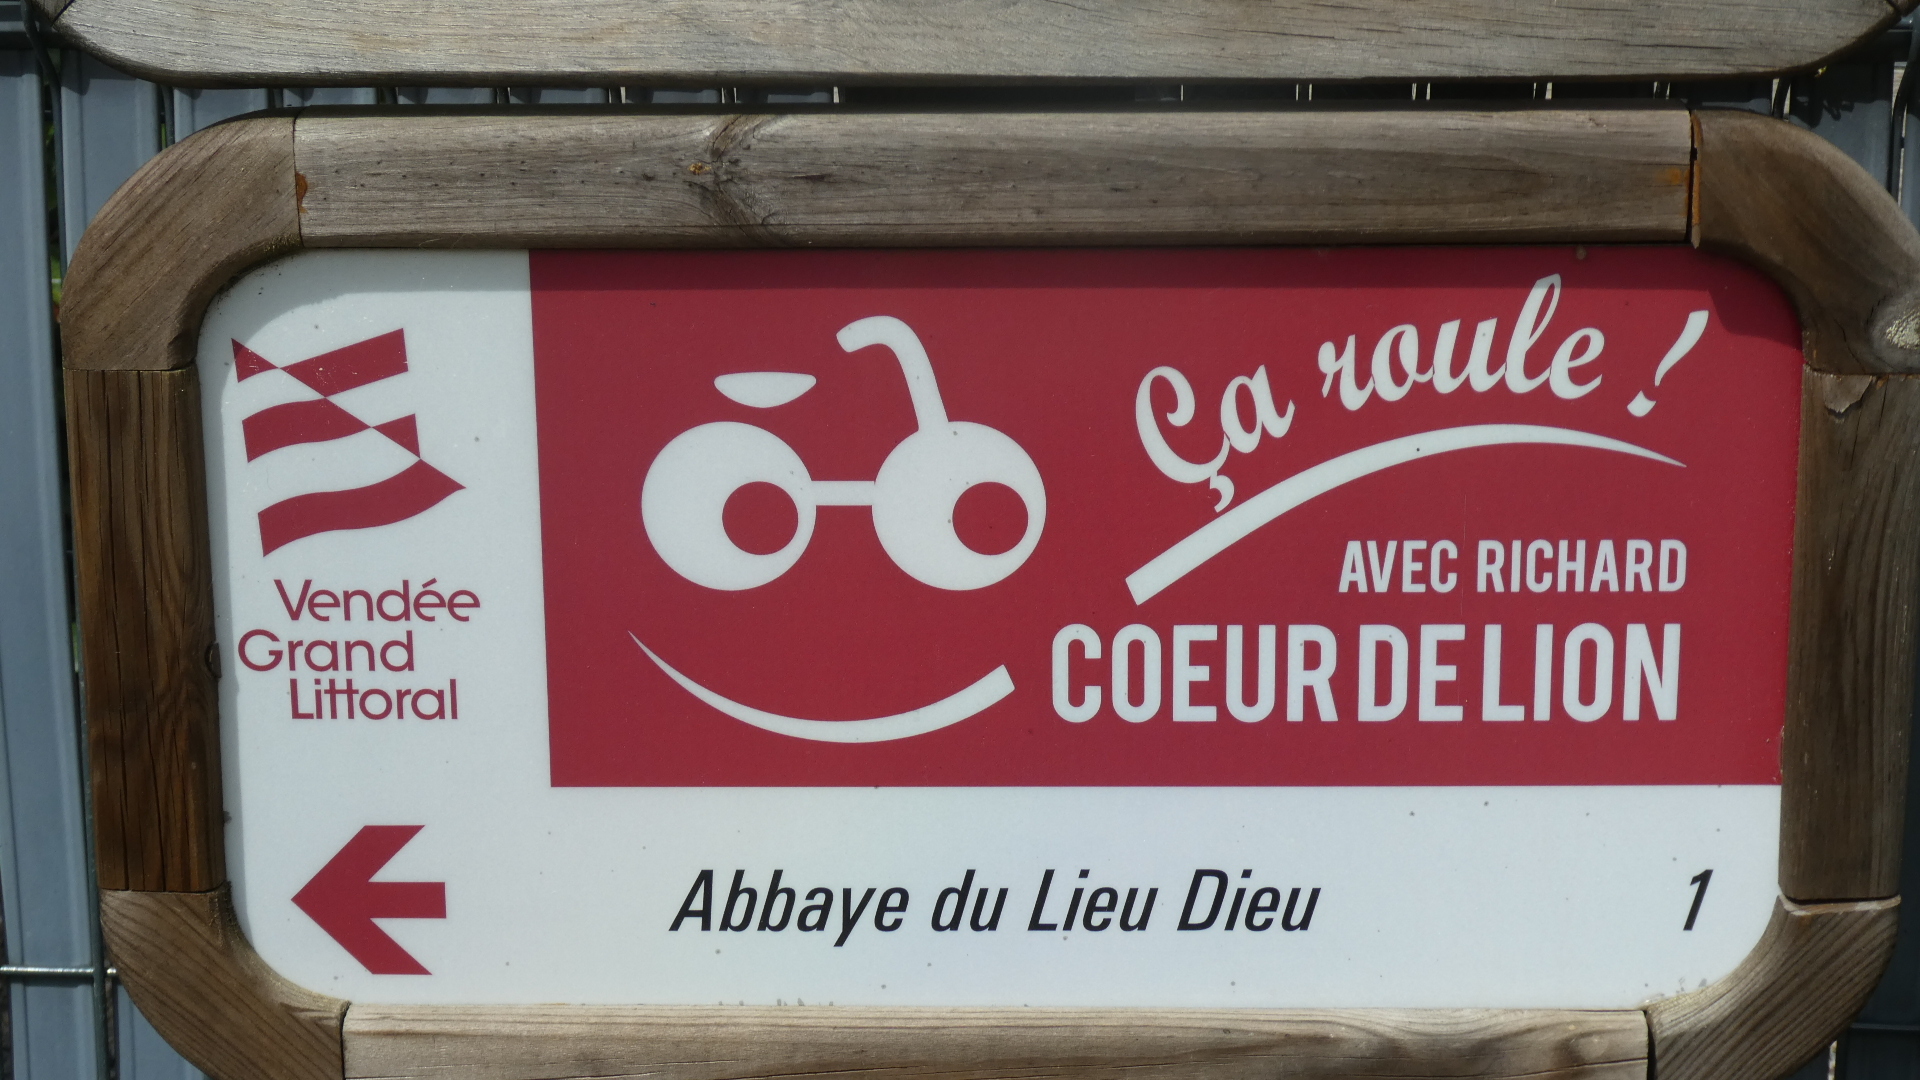 Vendée
Grand
Littoral
Ça roule !
AVEC RICHARD
COEUR DE LION
Abbaye du Lieu Dieu 1